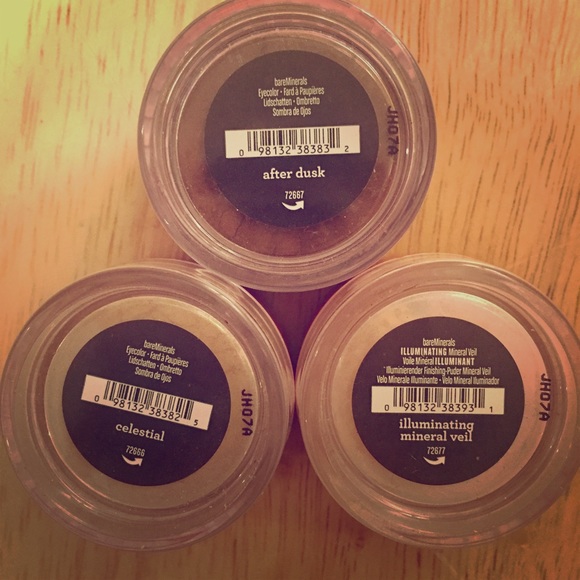 bareMinerals
Eyecolor • Fard à Paupières
Lidschatten • Ombretto
Sombra de Ojos
0 98132 38383 2
after dusk
72667
JH07A
bareMinerals
Eyecolor • Fard à Paupières
Lidschatten • Ombretto
Sombra de Ojos
0 98132 38382 5
celestial
72666
JH07A
bareMinerals
ILLUMINATING Mineral Veil
Voile Minéral ILLUMINANT
Illuminierender Finishing-Puder Mineral Veil
Velo Minerale Illuminante • Velo Mineral Illuminador
0 98132 38393 1
illuminating
mineral veil
72677
JH07A